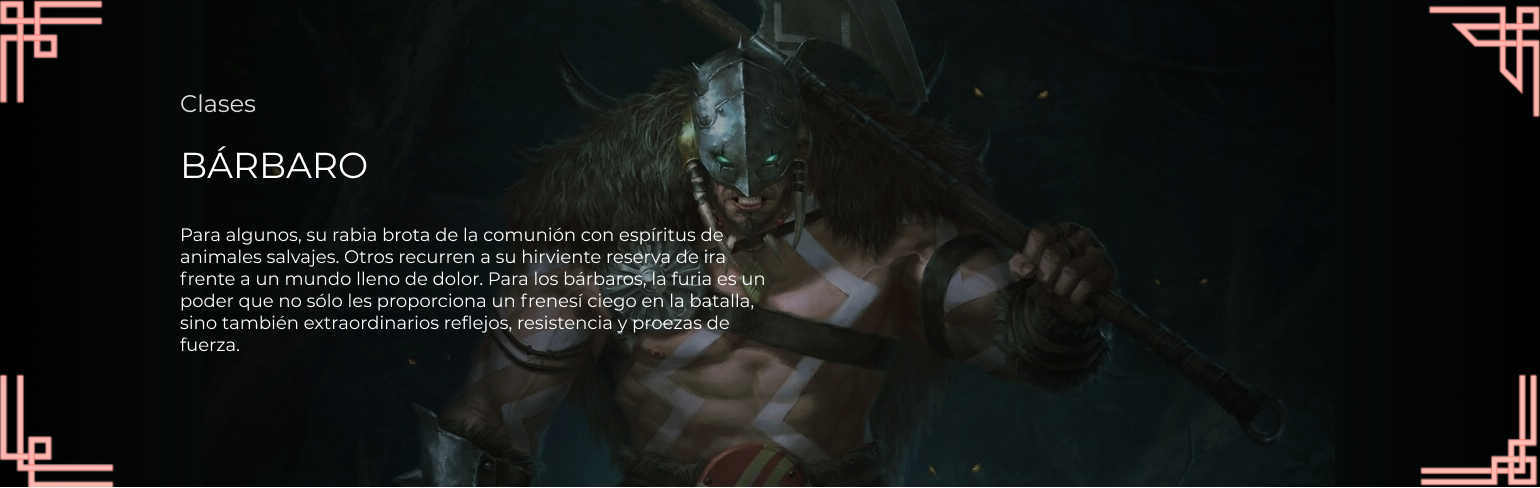 Clases
BÁRBARO
Para algunos, su rabia brota de la comunión con espíritus de
animales salvajes. Otros recurren a su hirviente reserva de ira
frente a un mundo lleno de dolor. Para los bárbaros, la furia es un
poder que no sólo les proporciona un frenesí ciego en la batalla,
sino también extraordinarios reflejos, resistencia y proezas de
fuerza.